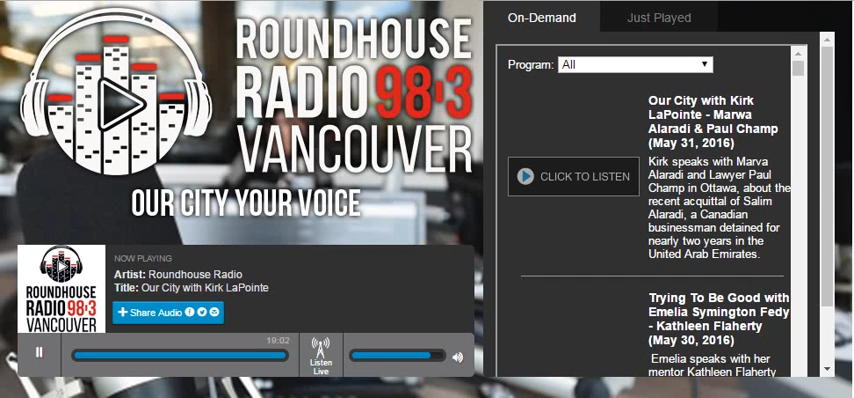 ROUNDHOUSE
RADIO 98.3
VANCOUVER
OUR CITY YOUR VOICE
ROUNDHOUSE
RADIO 98.3
VANCOUVER
NOW PLAYING
Artist: Roundhouse Radio
Title: Our City with Kirk LaPointe
Share Audio
19:02
Listen
Live
On-Demand
Just Played
Program: All
CLICK TO LISTEN
Our City with Kirk
LaPointe - Marwa
Alaradi & Paul Champ
(May 31, 2016)
Kirk speaks with Marva
Alaradi and Lawyer Paul
Champ in Ottawa, about the
recent acquittal of Salim
Alaradi, a Canadian
businessman detained for
nearly two years in the
United Arab Emirates.
Trying To Be Good with
Emelia Symington Fedy
- Kathleen Flaherty
(May 30, 2016)
Emelia speaks with her
mentor Kathleen Flaherty